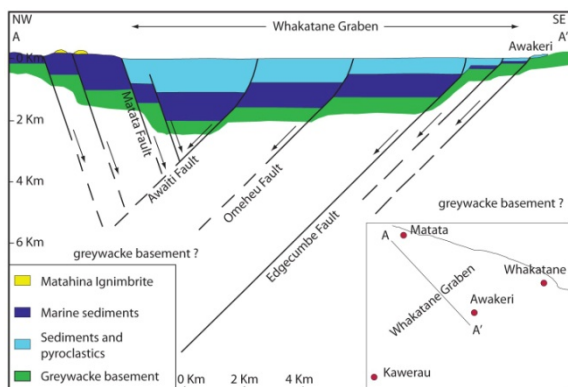 NW
A
Whakatane Graben
SE
A'
Awakeri
0 Km
2 Km
4 Km
6 Km
Matata Fault
Awaiti Fault
Omeheu Fault
Edgecumbe Fault
greywacke basement ?
greywacke basement ?
Matahina Ignimbrite
Marine sediments
Sediments and
pyroclastics
Greywacke basement
0 Km 2 Km 4 Km
A
Matata
Whakatane
Whakatane Graben
Awakeri
A'
Kawerau